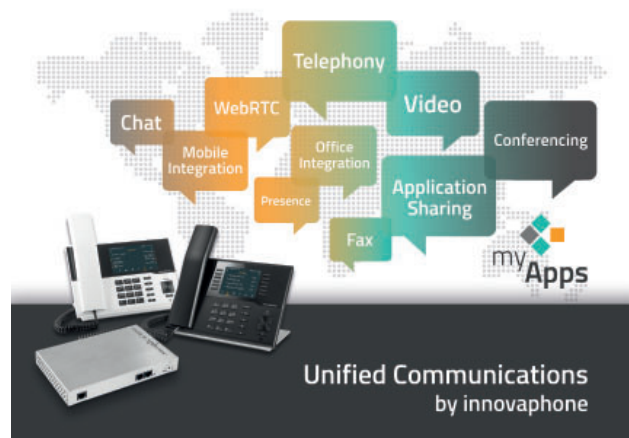 Telephony
WebRTC
Video
Chat
Conferencing
Mobile
Integration
Office
Integration
Presence
Application
Sharing
Fax
my
Apps
Unified Communications
by innovaphone